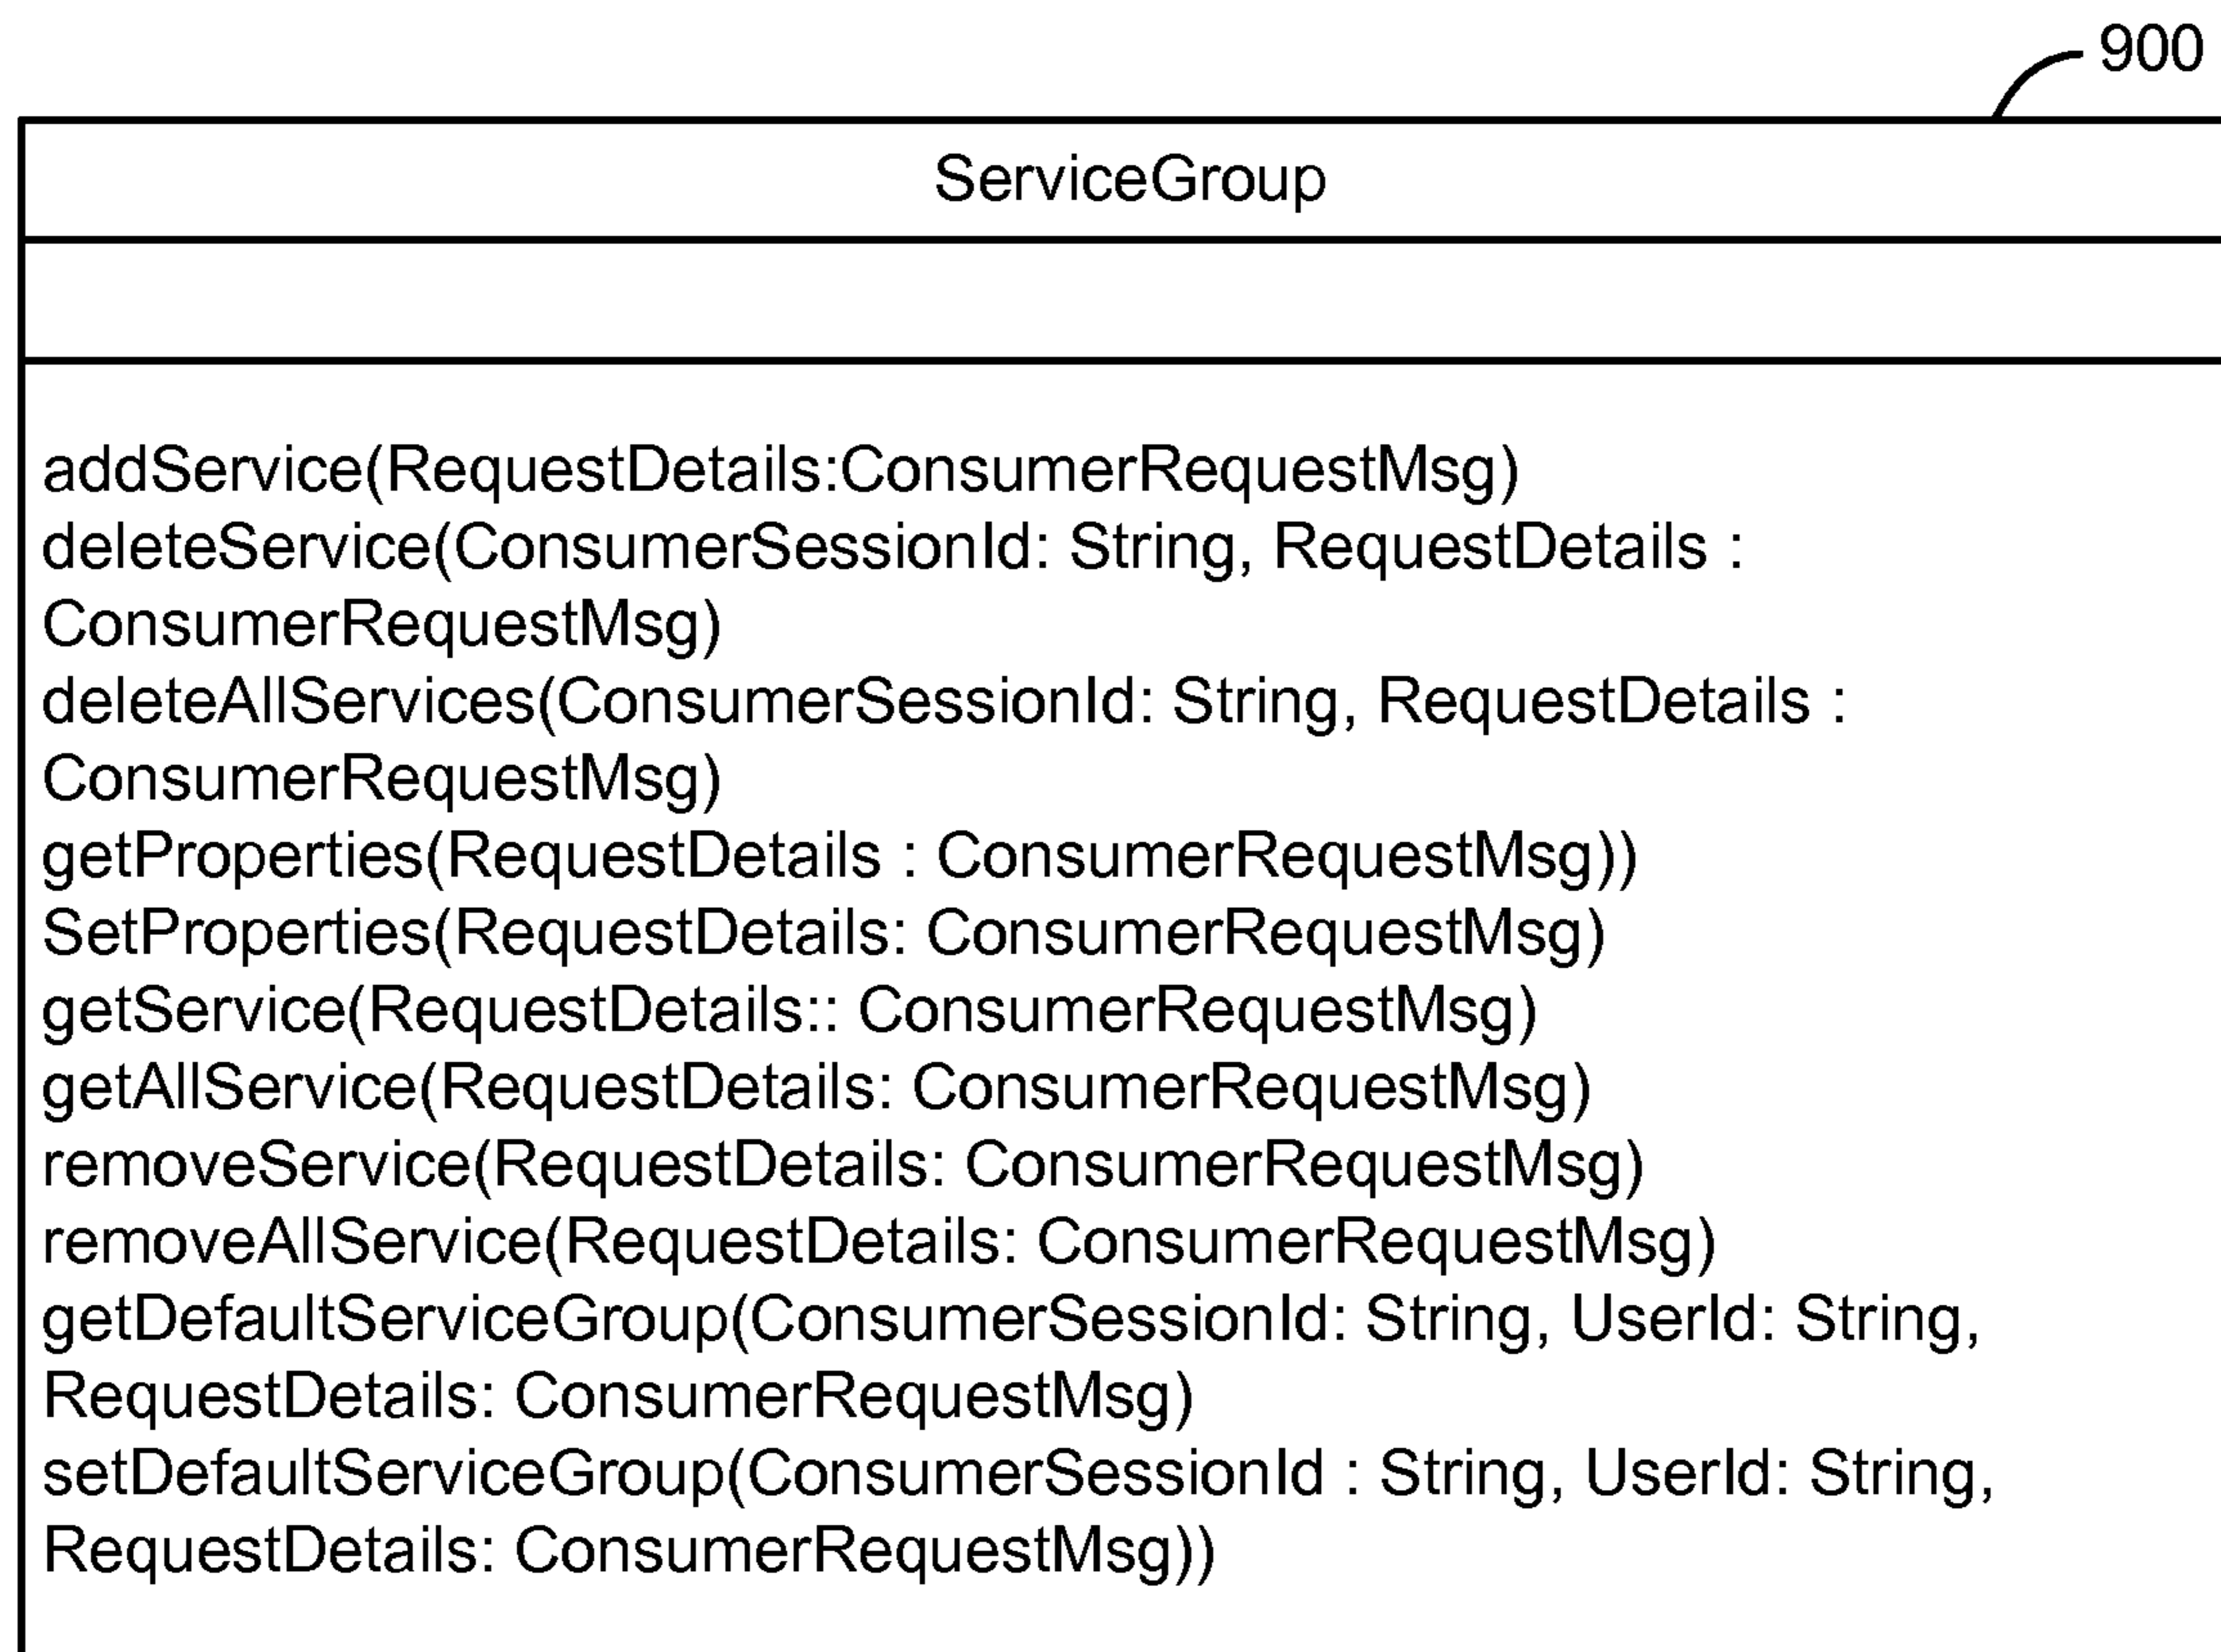 900
ServiceGroup
addService(RequestDetails:ConsumerRequestMsg)
deleteService(ConsumerSessionId: String, RequestDetails :
ConsumerRequestMsg)
deleteAllServices(ConsumerSessionId: String, RequestDetails :
ConsumerRequestMsg)
getProperties(RequestDetails : ConsumerRequestMsg))
SetProperties(RequestDetails: ConsumerRequestMsg)
getService(RequestDetails:: ConsumerRequestMsg)
getAllService(RequestDetails: ConsumerRequestMsg)
removeService(RequestDetails: ConsumerRequestMsg)
removeAllService(RequestDetails: ConsumerRequestMsg)
getDefaultServiceGroup(ConsumerSessionId: String, UserId: String,
RequestDetails: ConsumerRequestMsg)
setDefaultServiceGroup(ConsumerSessionId : String, UserId: String,
RequestDetails: ConsumerRequestMsg))